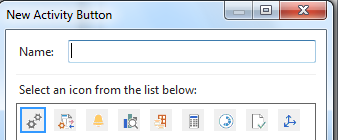 New Activity Button
Name:
Select an icon from the list below: